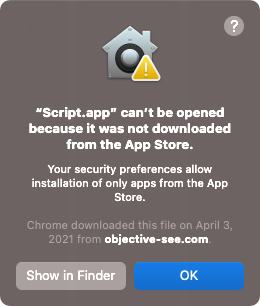 ?
“Script.app” can’t be opened
because it was not downloaded
from the App Store.
Your security preferences allow
installation of only apps from the App
Store.
Chrome downloaded this file on April 3,
2021 from objective-see.com.
Show in Finder
OK